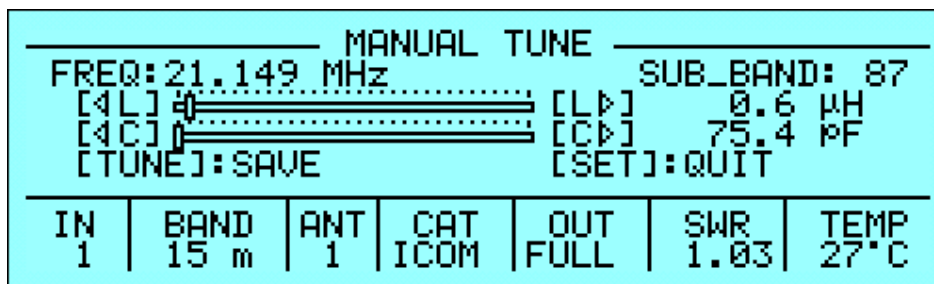 MANUAL TUNE
FREQ:21.149 MHz SUB_BAND: 87
[◁L] [L▷] 0.6 µH
[◁C] [C▷] 75.4 pF
[TUNE]:SAVE [SET]:QUIT
IN BAND ANT CAT OUT SWR TEMP
1 15 m 1 ICOM FULL 1.03 27°C